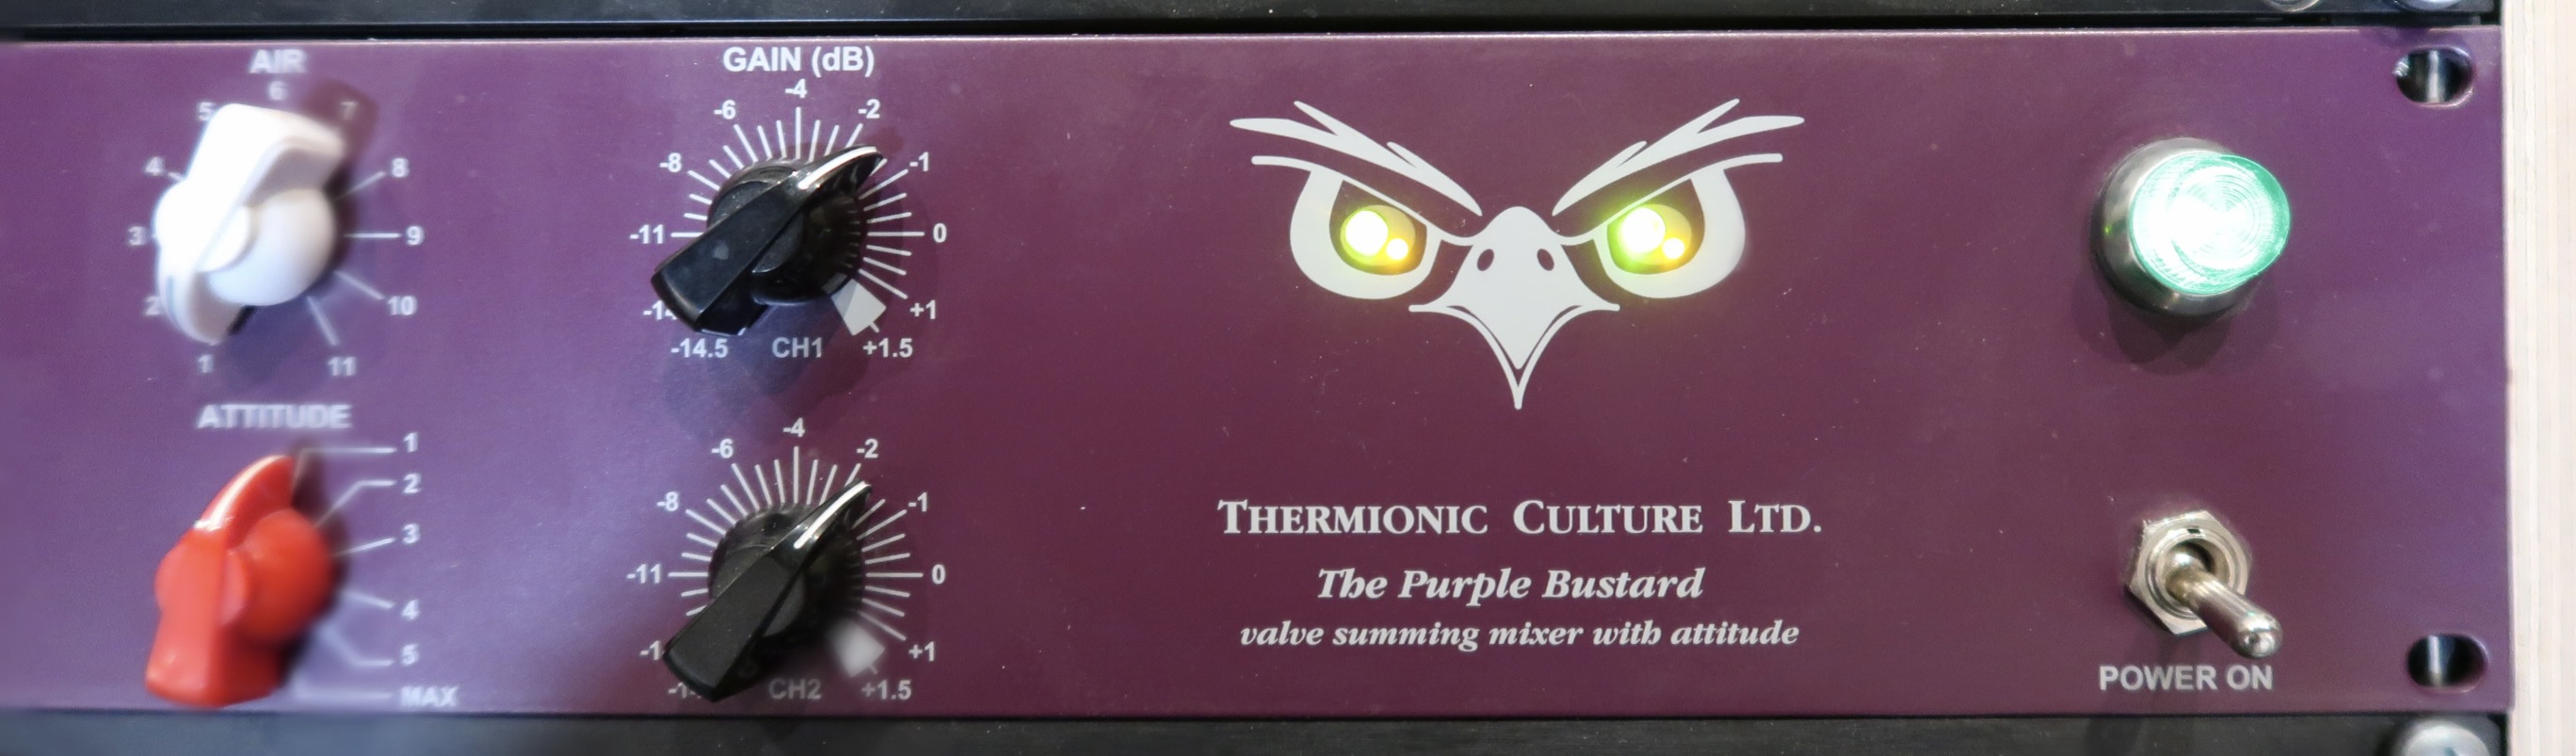 AIR
6
5 7
4 8
3 9
2 10
1 11
ATTITUDE
1
2
3
4
5
MAX
GAIN (dB)
-4
-6 -2
-8 -1
-11 0
+1
-14.5 CH1 +1.5
-4
-6 -2
-8 -1
-11 0
+1
CH2 +1.5
THERMIONIC CULTURE LTD.
The Purple Bustard
valve summing mixer with attitude
POWER ON